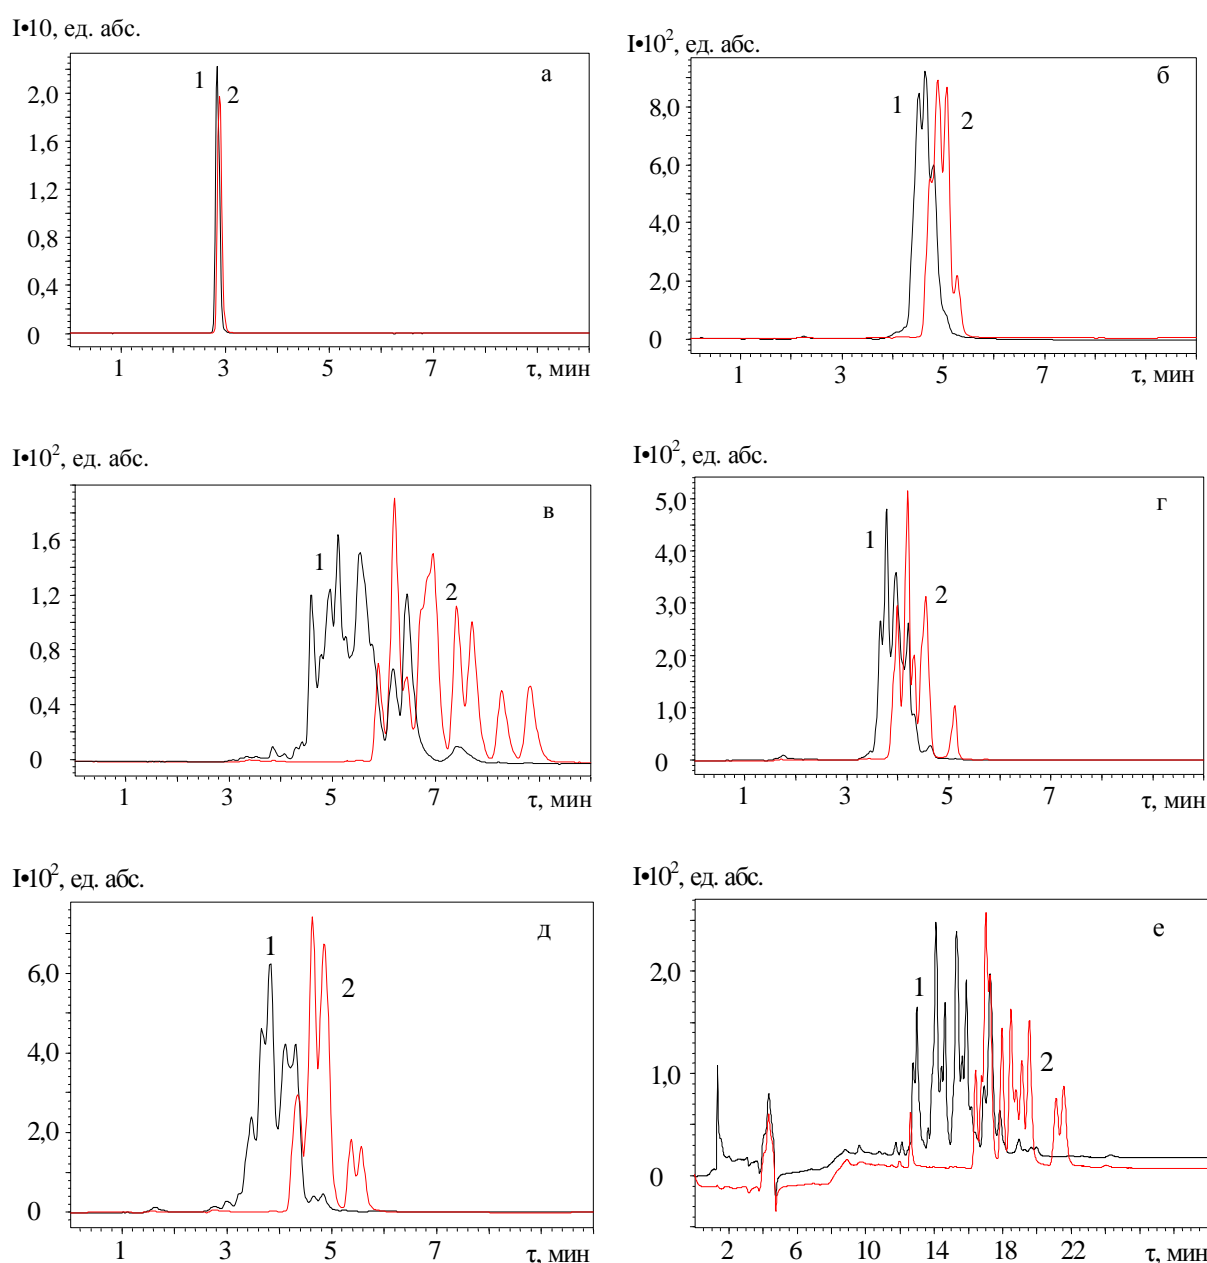 I•10, ед. абс.
а
1
2
2,0
1,6
1,2
0,8
0,4
0
1 3 5 7
τ, мин
I•10², ед. абс.
б
1
2
8,0
6,0
4,0
2,0
0
1 3 5 7
τ, мин
I•10², ед. абс.
в
1
2
1,6
1,2
0,8
0,4
0
1 3 5 7
τ, мин
I•10², ед. абс.
г
1
2
5,0
4,0
3,0
2,0
1,0
0
1 3 5 7
τ, мин
I•10², ед. абс.
д
1
2
6,0
4,0
2,0
0
1 3 5 7
τ, мин
I•10², ед. абс.
е
1
2
2,0
1,0
0
2 6 10 14 18 22
τ, мин